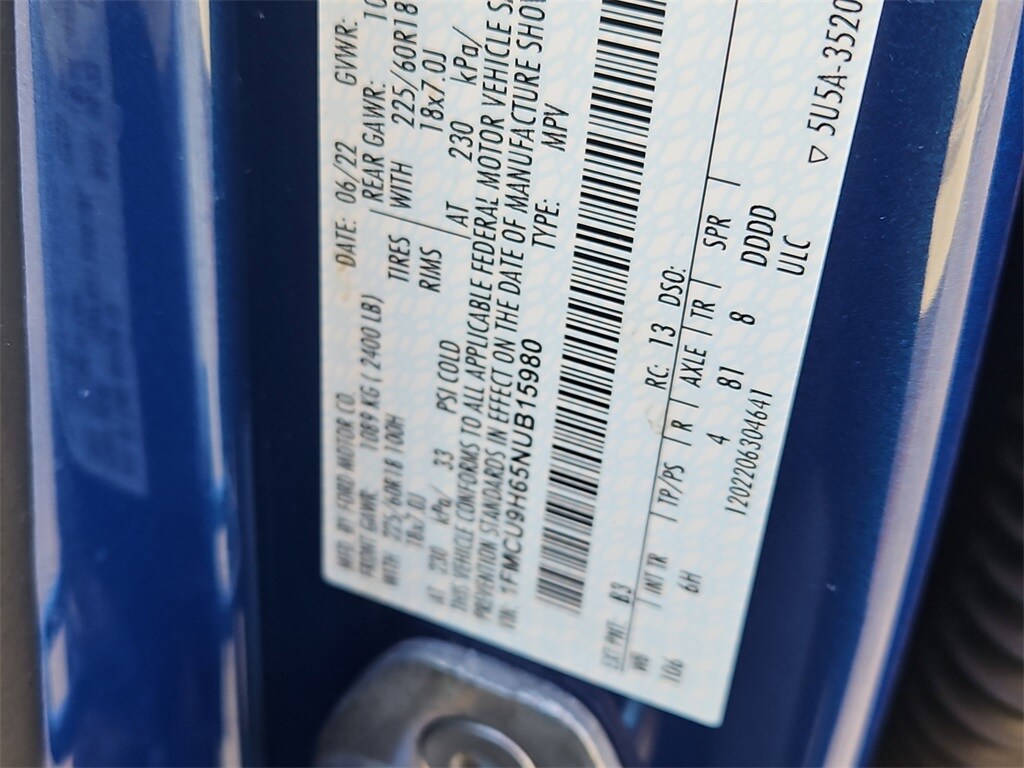 MFD. BY FORD MOTOR CO. DATE: 06/22 GVWR:
FRONT GAWR: 1089 KG ( 2400 LB) REAR GAWR:
WITH 225/60R18 100H TIRES WITH 225/60R18
18x7.0J RIMS 18x7.0J
AT 230 kPa/ 33 PSI COLD AT 230 kPa/
THIS VEHICLE CONFORMS TO ALL APPLICABLE FEDERAL MOTOR VEHICLE
PREVENTION STANDARDS IN EFFECT ON THE DATE OF MANUFACTURE
VIN: 1FMCU9H65NUB15980 TYPE: MPV
EXT PNT: B3 RC: 13 DSO:
WB INT TR TP/PS R AXLE TR SPR
106 6H 4 81 8 DDDD
1202206304641 ULC
▽ 5U5A-3520